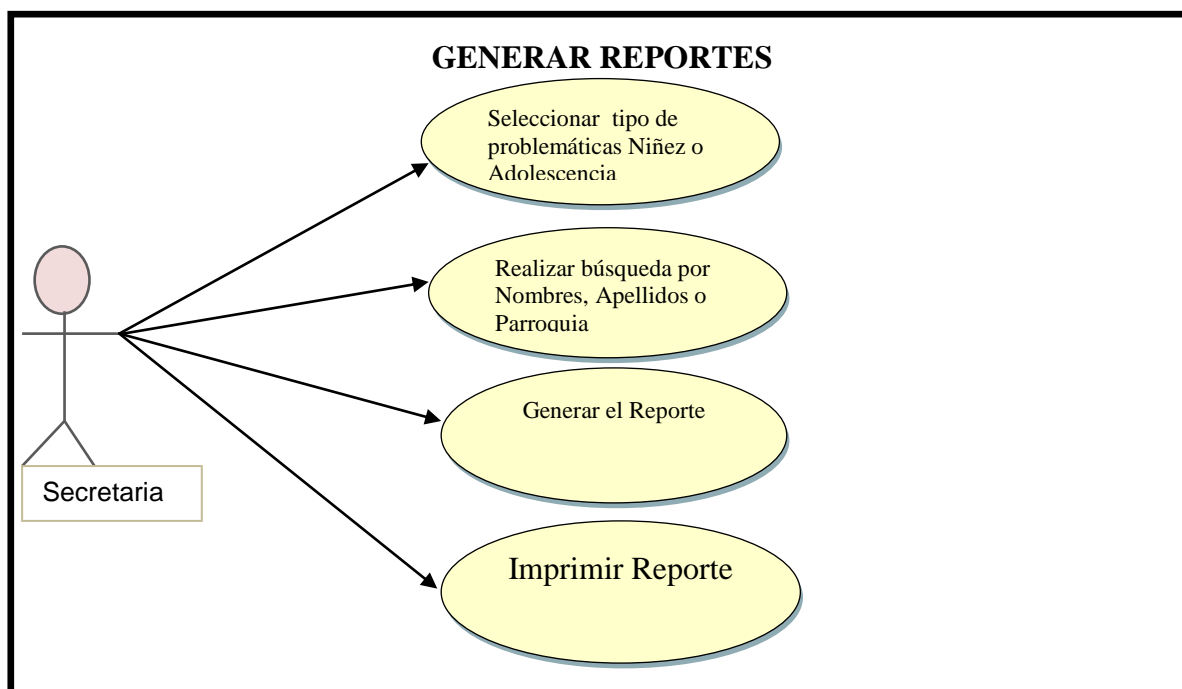 GENERAR REPORTES
Seleccionar tipo de
problemáticas Niñez o
Adolescencia
Realizar búsqueda por
Nombres, Apellidos o
Parroquia
Generar el Reporte
Secretaria
Imprimir Reporte